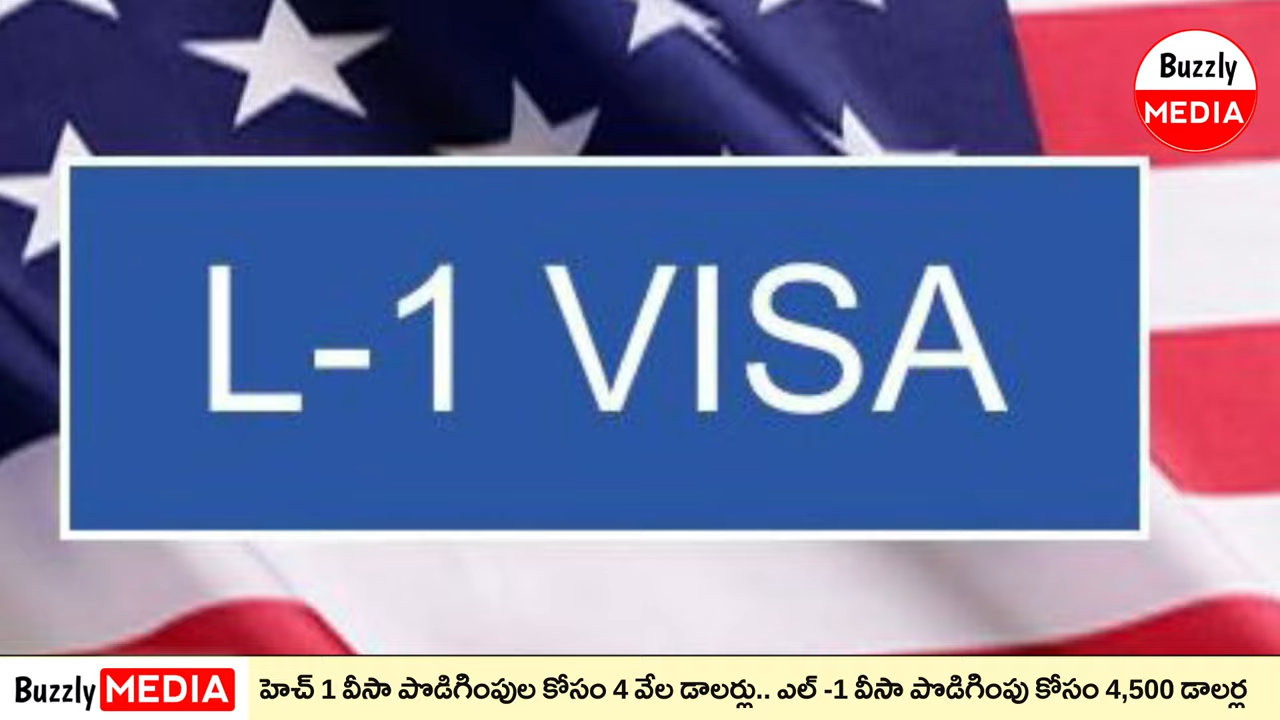 Buzzly
MEDIA
L-1 VISA
Buzzly MEDIA
హెచ్ 1 వీసా పొడిగింపుల కోసం 4 వేల డాలర్లు.. ఎల్ -1 వీసా పొడిగింపు కోసం 4,500 డాలర్ల